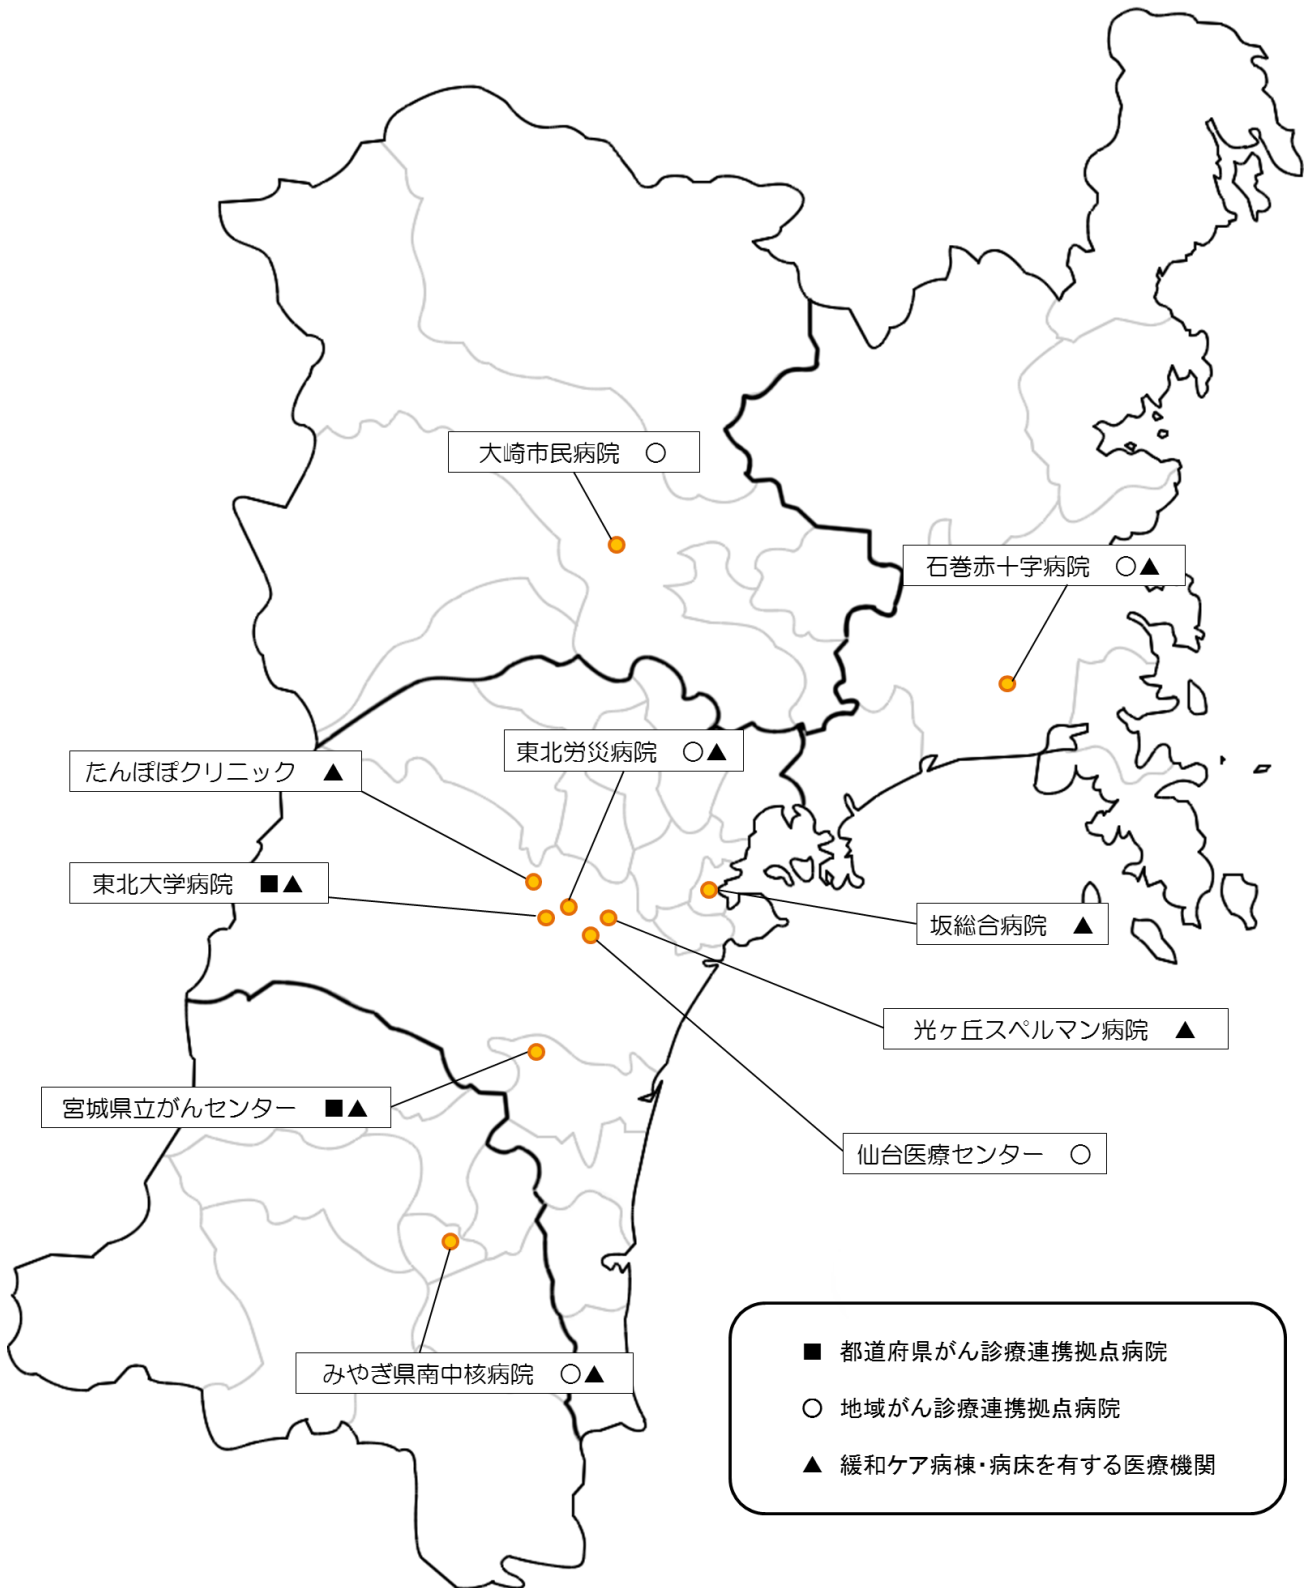 大崎市民病院 ○
石巻赤十字病院 ○▲
東北労災病院 ○▲
たんぽぽクリニック ▲
東北大学病院 ■▲
坂総合病院 ▲
光ヶ丘スペルマン病院 ▲
宮城県立がんセンター ■▲
仙台医療センター ○
みやぎ県南中核病院 ○▲
■ 都道府県がん診療連携拠点病院
○ 地域がん診療連携拠点病院
▲ 緩和ケア病棟・病床を有する医療機関